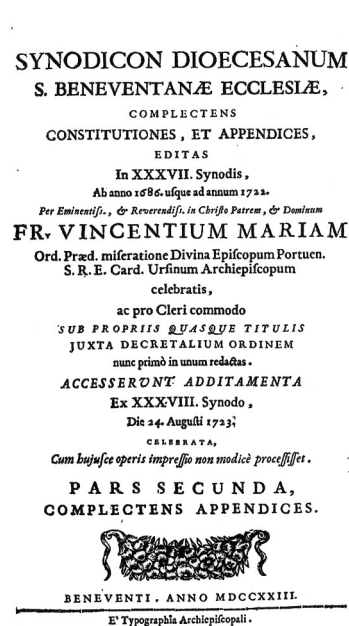 SYNODICON DIOECESANUM
S. BENEVENTANÆ ECCLESIÆ,
COMPLECTENS
CONSTITUTIONES, ET APPENDICES,
EDITAS
In XXXVII. Synodis,
Ab anno 1686. uſque ad annum 1722.
Per Eminentiſs., & Reverendiſs. in Chriſto Patrem, & Dominum
FR. VINCENTIUM MARIAM
Ord. Præd. miſeratione Divina Epiſcopum Portuen.
S. R. E. Card. Urſinum Archiepiſcopum
celebratis,
ac pro Cleri commodo
SUB PROPRIIS QUASQUE TITULIS
JUXTA DECRETALIUM ORDINEM
nunc primò in unum redactas.
ACCESSERUNT ADDITAMENTA
Ex XXXVIII. Synodo,
Die 24. Auguſti 1723.
CELEBRATA,
Cum hujuſce operis impreſſio non modicè proceſſiſſet.
PARS SECUNDA,
COMPLECTENS APPENDICES.
BENEVENTI. ANNO MDCCXXIII.
E' Typographia Archiepiſcopali.